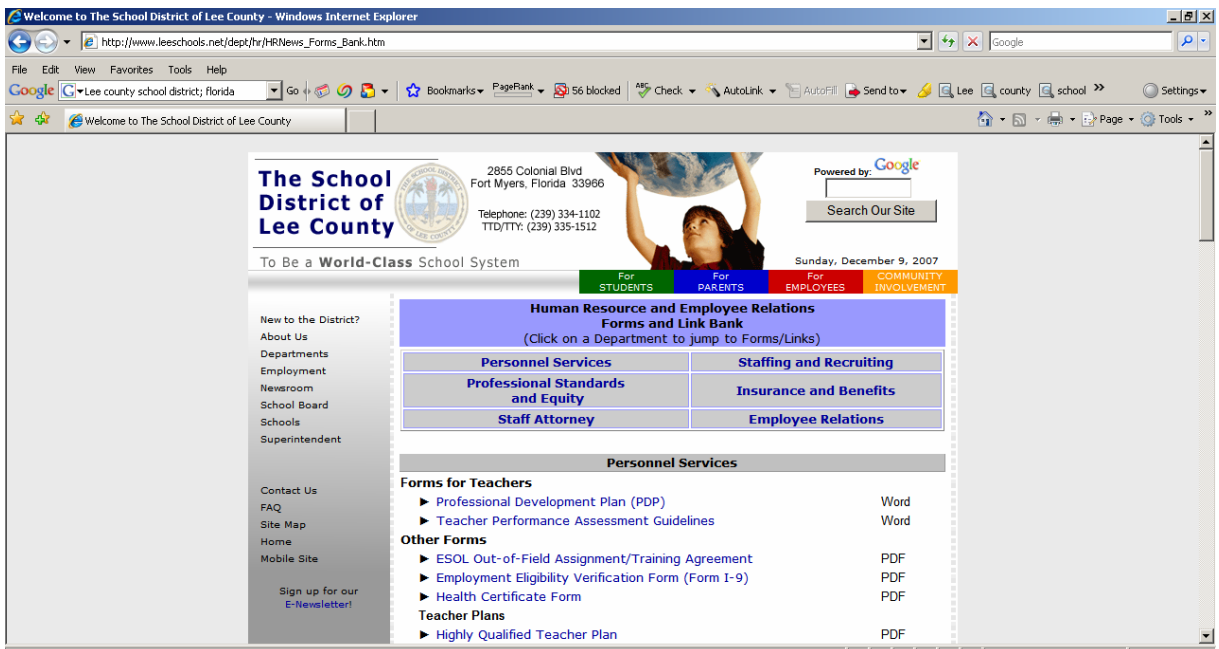 Welcome to The School District of Lee County - Windows Internet Explorer
http://www.leeschools.net/dept/hr/HRNews_Forms_Bank.htm
Google
File Edit View Favorites Tools Help
Google G Lee county school district; florida Go Bookmarks PageRank 56 blocked ABC Check AutoLink AutoFill Send to Lee county school » Settings
Welcome to The School District of Lee County Page Tools »
The School
District of
Lee County
To Be a World-Class School System
2855 Colonial Blvd
Fort Myers, Florida 33966
Telephone: (239) 334-1102
TTD/TTY: (239) 335-1512
Powered by: Google
Search Our Site
Sunday, December 9, 2007
For STUDENTS
For PARENTS
For EMPLOYEES
COMMUNITY INVOLVEMENT
New to the District?
About Us
Departments
Employment
Newsroom
School Board
Schools
Superintendent
Contact Us
FAQ
Site Map
Home
Mobile Site
Sign up for our
E-Newsletter!
Human Resource and Employee Relations
Forms and Link Bank
(Click on a Department to jump to Forms/Links)
Personnel Services Staffing and Recruiting
Professional Standards
and Equity
Insurance and Benefits
Staff Attorney Employee Relations
Personnel Services
Forms for Teachers
► Professional Development Plan (PDP) Word
► Teacher Performance Assessment Guidelines Word
Other Forms
► ESOL Out-of-Field Assignment/Training Agreement PDF
► Employment Eligibility Verification Form (Form I-9) PDF
► Health Certificate Form PDF
Teacher Plans
► Highly Qualified Teacher Plan PDF